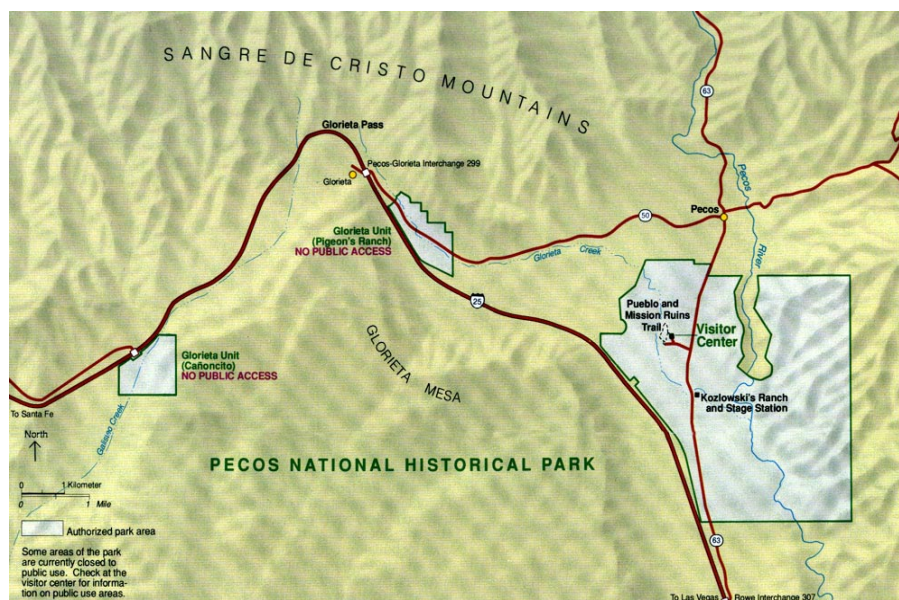 SANGRE DE CRISTO MOUNTAINS
63
Glorieta Pass
Pecos-Glorieta Interchange 299
Glorieta
Pecos
Pecos
River
50
Glorieta Unit
(Pigeon's Ranch)
NO PUBLIC ACCESS
Glorieta Creek
25
Pueblo and
Mission Ruins
Trail
Visitor
Center
GLORIETA MESA
Glorieta Unit
(Cañoncito)
NO PUBLIC ACCESS
Kozlowski's Ranch
and Stage Station
To Santa Fe
Galisteo Creek
North
PECOS NATIONAL HISTORICAL PARK
0 1 Kilometer
0 1 Mile
Authorized park area
Some areas of the park
are currently closed to
public use. Check at the
visitor center for informa-
tion on public use areas.
63
To Las Vegas
Rowe Interchange 307